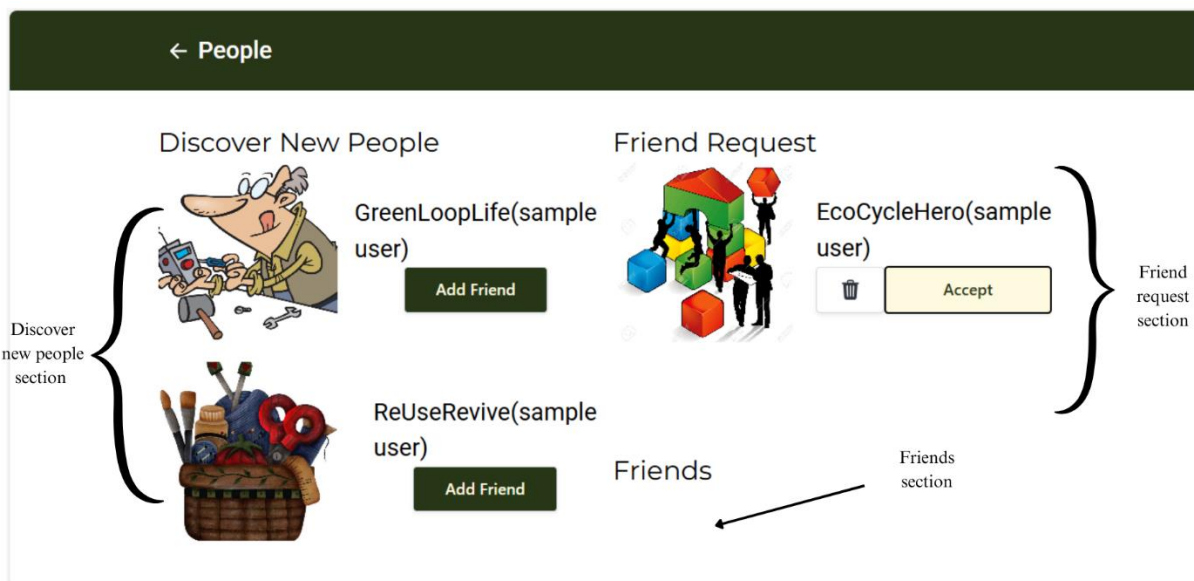 ← People
Discover New People
Friend Request
GreenLoopLife(sample
user)
Add Friend
EcoCycleHero(sample
user)
Accept
Discover
new people
section
Friend
request
section
ReUseRevive(sample
user)
Add Friend
Friends
Friends
section